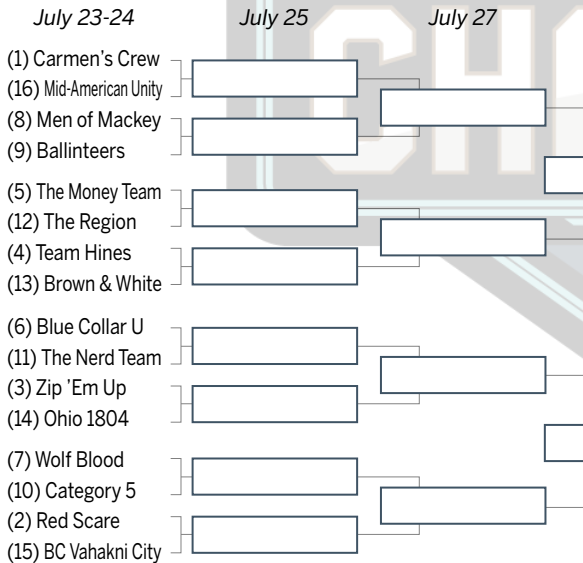 July 23-24 July 25 July 27
(1) Carmen's Crew
(16) Mid-American Unity
(8) Men of Mackey
(9) Ballinteers
(5) The Money Team
(12) The Region
(4) Team Hines
(13) Brown & White
(6) Blue Collar U
(11) The Nerd Team
(3) Zip 'Em Up
(14) Ohio 1804
(7) Wolf Blood
(10) Category 5
(2) Red Scare
(15) BC Vahakni City